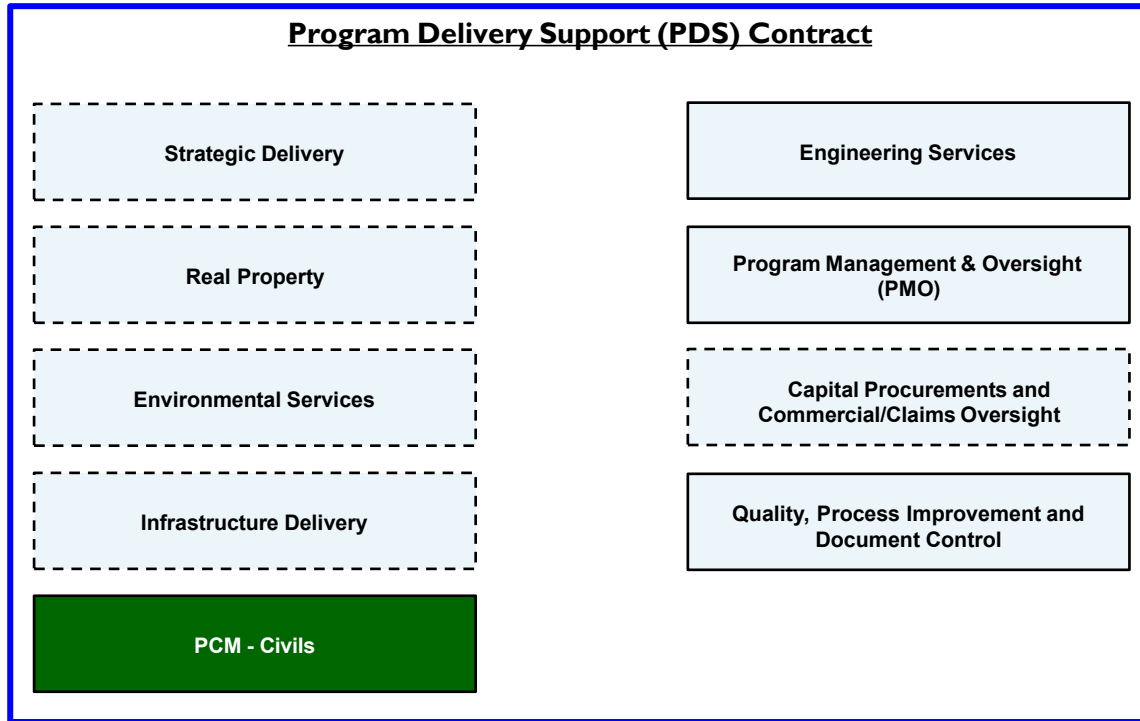 Program Delivery Support (PDS) Contract
Strategic Delivery
Engineering Services
Real Property
Program Management & Oversight
(PMO)
Environmental Services
Capital Procurements and
Commercial/Claims Oversight
Infrastructure Delivery
Quality, Process Improvement and
Document Control
PCM - Civils